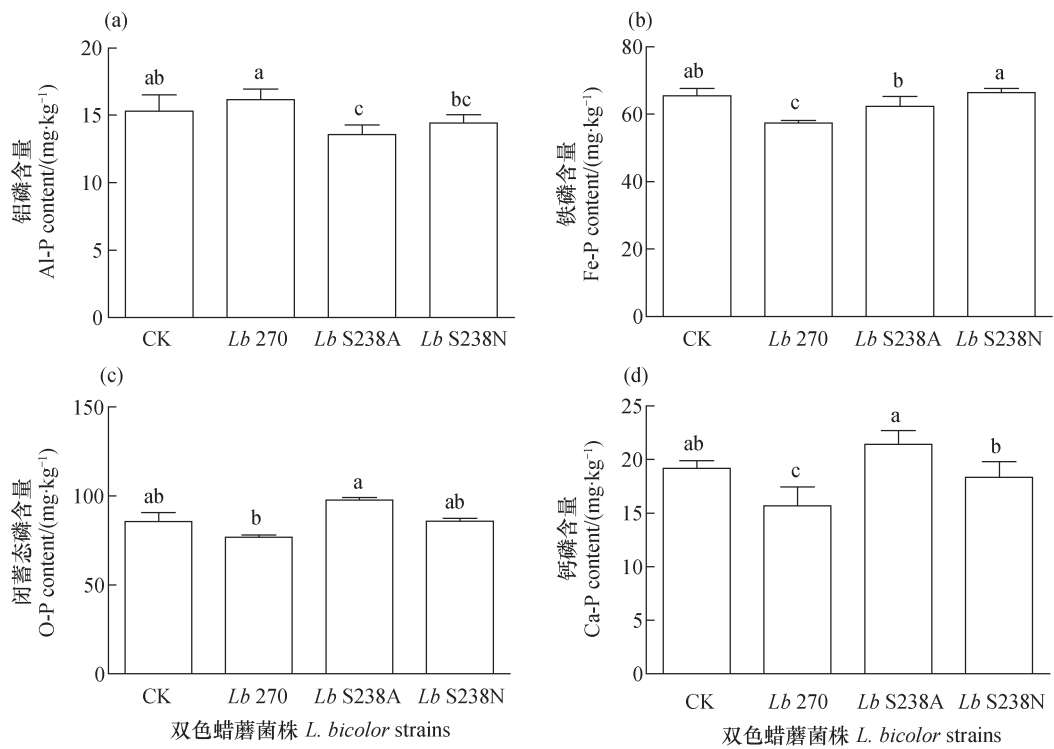 (a)
铝磷含量
Al-P content/(mg·kg⁻¹)
20
15
10
5
0
ab
a
c
bc
CK
Lb 270
Lb S238A
Lb S238N
(b)
铁磷含量
Fe-P content/(mg·kg⁻¹)
80
60
40
20
0
ab
c
b
a
CK
Lb 270
Lb S238A
Lb S238N
(c)
闭蓄态磷含量
O-P content/(mg·kg⁻¹)
150
100
50
0
ab
b
a
ab
CK
Lb 270
Lb S238A
Lb S238N
双色蜡蘑菌株 L. bicolor strains
(d)
钙磷含量
Ca-P content/(mg·kg⁻¹)
25
20
15
10
5
0
ab
c
a
b
CK
Lb 270
Lb S238A
Lb S238N
双色蜡蘑菌株 L. bicolor strains